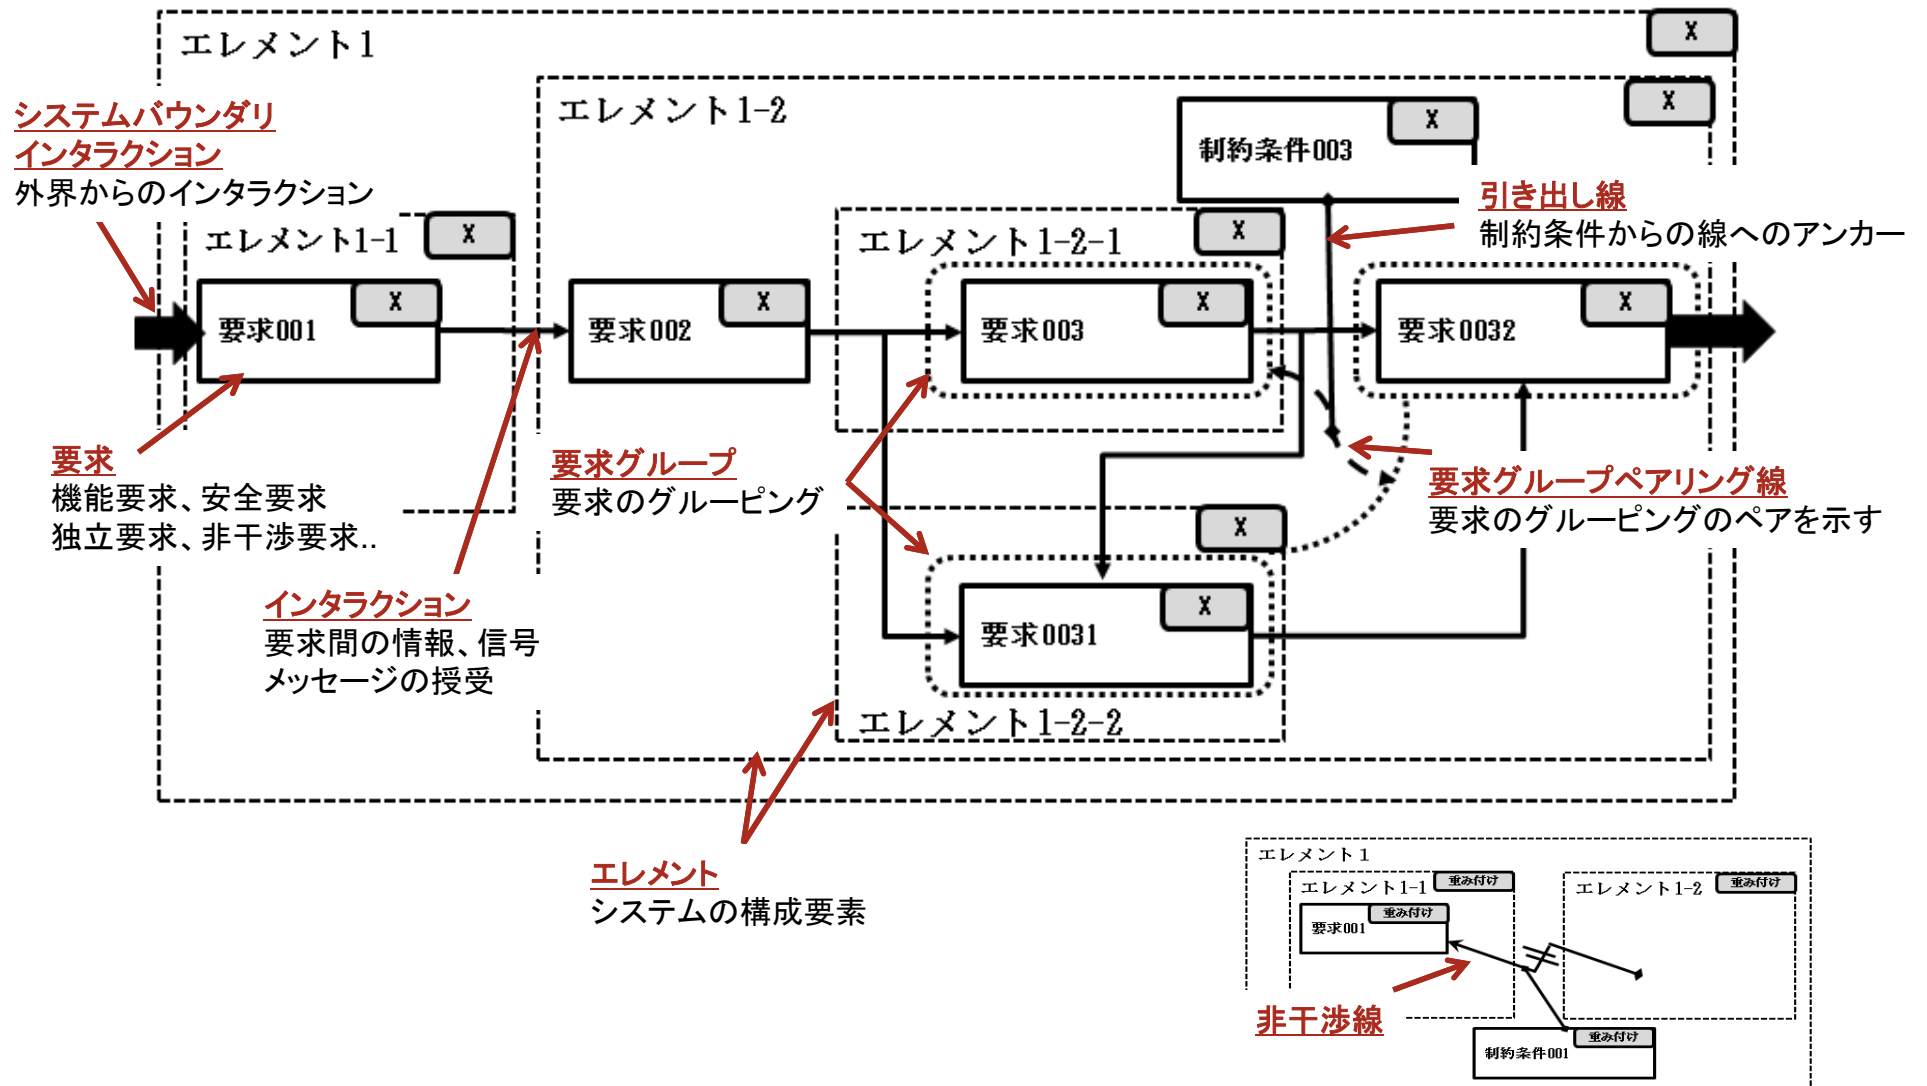 エレメント1
X
エレメント1-2
X
システムバウンダリ
インタラクション
外界からのインタラクション
制約条件003
X
引き出し線
制約条件からの線へのアンカー
エレメント1-1
X
エレメント1-2-1
X
要求001
X
要求002
X
要求003
X
要求0032
X
要求
機能要求、安全要求
独立要求、非干渉要求..
要求グループ
要求のグルーピング
要求グループペアリング線
要求のグルーピングのペアを示す
X
インタラクション
要求間の情報、信号
メッセージの授受
要求0031
X
エレメント1-2-2
エレメント
システムの構成要素
エレメント1
エレメント1-1
重み付け
エレメント1-2
重み付け
要求001
重み付け
非干渉線
制約条件001
重み付け